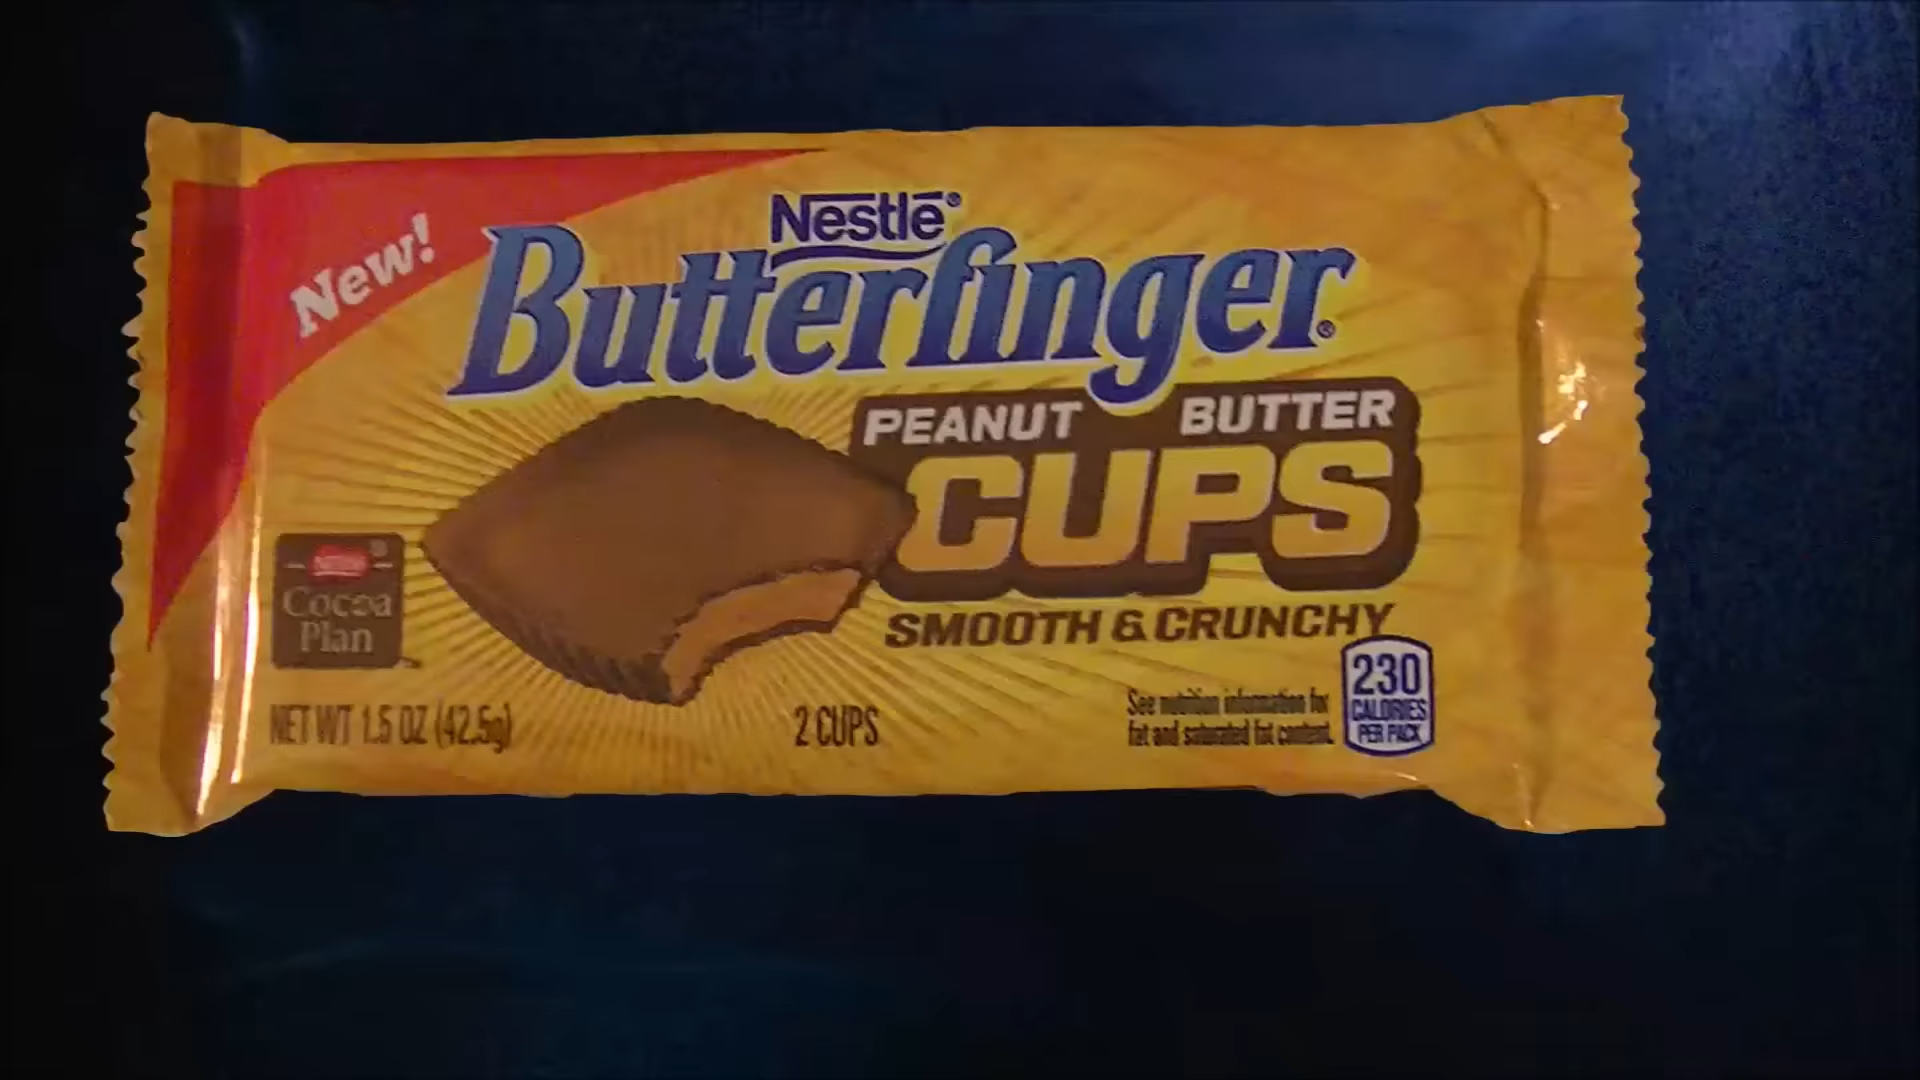 New!
Nestlē®
Butterfinger®
PEANUT BUTTER
CUPS
SMOOTH & CRUNCHY
Nestlé
Cocoa
Plan
NET WT 1.5 OZ (42.5g)
2 CUPS
See nutrition information for
fat and saturated fat content.
230
CALORIES
PER PACK